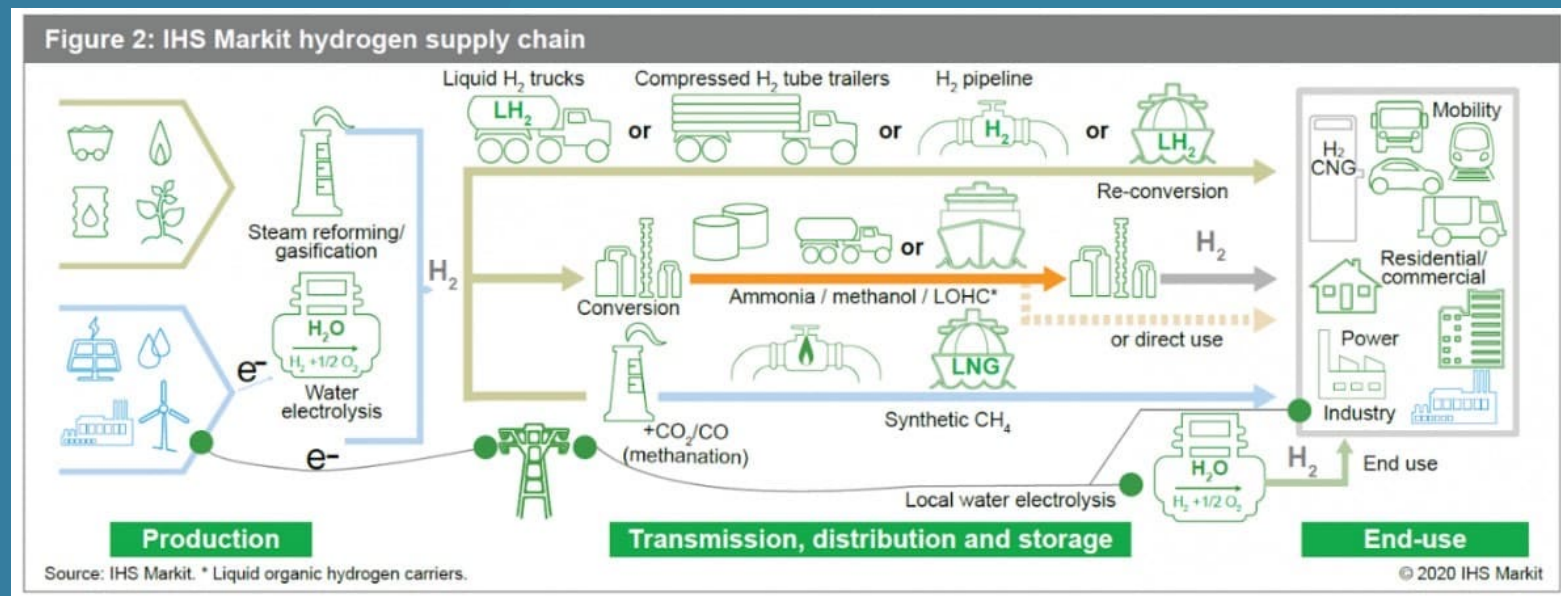 Figure 2: IHS Markit hydrogen supply chain
Liquid H₂ trucks
Compressed H₂ tube trailers
H₂ pipeline
LH₂
or
or
H₂
or
LH₂
Mobility
H₂
CNG
Re-conversion
Steam reforming/
gasification
H₂
or
H₂
Residential/
commercial
Conversion
Ammonia / methanol / LOHC*
H₂O
H₂ +1/2 O₂
e-
Water
electrolysis
LNG
or direct use
Power
Synthetic CH₄
Industry
+CO₂/CO
(methanation)
e-
Local water electrolysis
H₂O
H₂ +1/2 O₂
H₂
End use
Production
Transmission, distribution and storage
End-use
Source: IHS Markit. * Liquid organic hydrogen carriers.
© 2020 IHS Markit